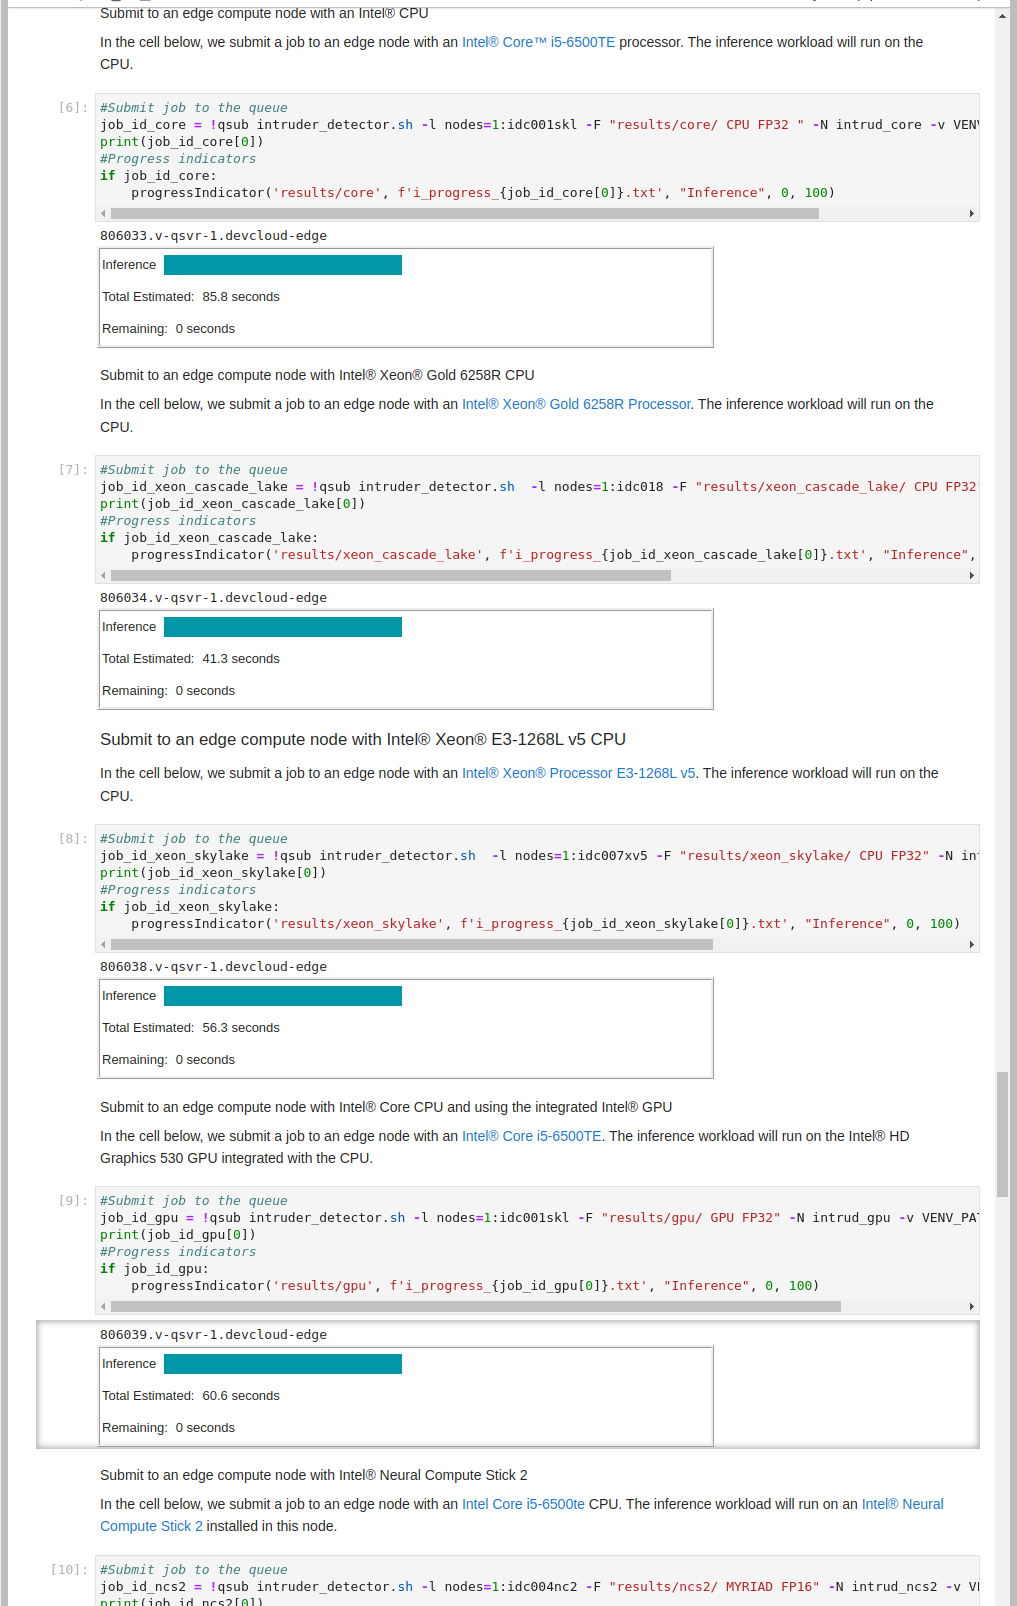 Submit to an edge compute node with an Intel® CPU
In the cell below, we submit a job to an edge node with an Intel® Core™ i5-6500TE processor. The inference workload will run on the
CPU.
[6]: #Submit job to the queue
job_id_core = !qsub intruder_detector.sh -l nodes=1:idc001skl -F "results/core/ CPU FP32 " -N intrud_core -v VENV
print(job_id_core[0])
#Progress indicators
if job_id_core:
    progressIndicator('results/core', f'i_progress_{job_id_core[0]}.txt', "Inference", 0, 100)
806033.v-qsvr-1.devcloud-edge
Inference
Total Estimated: 85.8 seconds
Remaining: 0 seconds
Submit to an edge compute node with Intel® Xeon® Gold 6258R CPU
In the cell below, we submit a job to an edge node with an Intel® Xeon® Gold 6258R Processor. The inference workload will run on the
CPU.
[7]: #Submit job to the queue
job_id_xeon_cascade_lake = !qsub intruder_detector.sh  -l nodes=1:idc018 -F "results/xeon_cascade_lake/ CPU FP32
print(job_id_xeon_cascade_lake[0])
#Progress indicators
if job_id_xeon_cascade_lake:
    progressIndicator('results/xeon_cascade_lake', f'i_progress_{job_id_xeon_cascade_lake[0]}.txt', "Inference",
806034.v-qsvr-1.devcloud-edge
Inference
Total Estimated: 41.3 seconds
Remaining: 0 seconds
Submit to an edge compute node with Intel® Xeon® E3-1268L v5 CPU
In the cell below, we submit a job to an edge node with an Intel® Xeon® Processor E3-1268L v5. The inference workload will run on the
CPU.
[8]: #Submit job to the queue
job_id_xeon_skylake = !qsub intruder_detector.sh  -l nodes=1:idc007xv5 -F "results/xeon_skylake/ CPU FP32" -N int
print(job_id_xeon_skylake[0])
#Progress indicators
if job_id_xeon_skylake:
    progressIndicator('results/xeon_skylake', f'i_progress_{job_id_xeon_skylake[0]}.txt', "Inference", 0, 100)
806038.v-qsvr-1.devcloud-edge
Inference
Total Estimated: 56.3 seconds
Remaining: 0 seconds
Submit to an edge compute node with Intel® Core CPU and using the integrated Intel® GPU
In the cell below, we submit a job to an edge node with an Intel® Core i5-6500TE. The inference workload will run on the Intel® HD
Graphics 530 GPU integrated with the CPU.
[9]: #Submit job to the queue
job_id_gpu = !qsub intruder_detector.sh -l nodes=1:idc001skl -F "results/gpu/ GPU FP32" -N intrud_gpu -v VENV_PAT
print(job_id_gpu[0])
#Progress indicators
if job_id_gpu:
    progressIndicator('results/gpu', f'i_progress_{job_id_gpu[0]}.txt', "Inference", 0, 100)
806039.v-qsvr-1.devcloud-edge
Inference
Total Estimated: 60.6 seconds
Remaining: 0 seconds
Submit to an edge compute node with Intel® Neural Compute Stick 2
In the cell below, we submit a job to an edge node with an Intel Core i5-6500te CPU. The inference workload will run on an Intel® Neural
Compute Stick 2 installed in this node.
[10]: #Submit job to the queue
job_id_ncs2 = !qsub intruder_detector.sh -l nodes=1:idc004nc2 -F "results/ncs2/ MYRIAD FP16" -N intrud_ncs2 -v VE
print(job_id_ncs2[0])